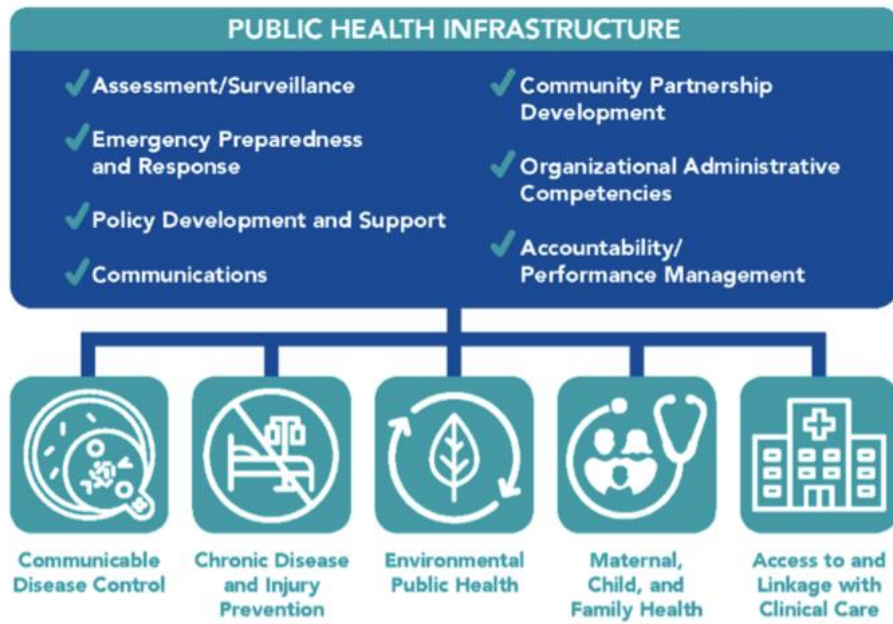 PUBLIC HEALTH INFRASTRUCTURE
Assessment/Surveillance
Emergency Preparedness
and Response
Policy Development and Support
Communications
Community Partnership
Development
Organizational Administrative
Competencies
Accountability/
Performance Management
Communicable
Disease Control
Chronic Disease
and Injury
Prevention
Environmental
Public Health
Maternal,
Child, and
Family Health
Access to and
Linkage with
Clinical Care